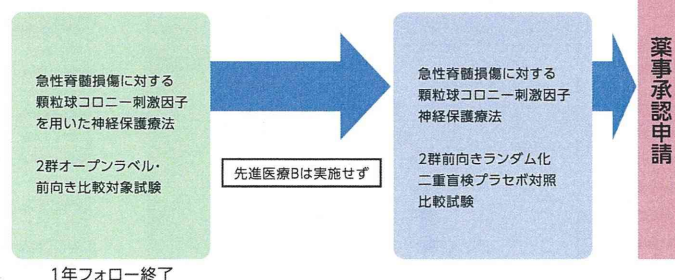 急性脊髄損傷に対する
顆粒球コロニー刺激因子
を用いた神経保護療法
2群オープンラベル・
前向き比較対象試験
1年フォロー終了
先進医療Bは実施せず
急性脊髄損傷に対する
顆粒球コロニー刺激因子
神経保護療法
2群前向きランダム化
二重盲検プラセボ対照
比較試験
薬事承認申請